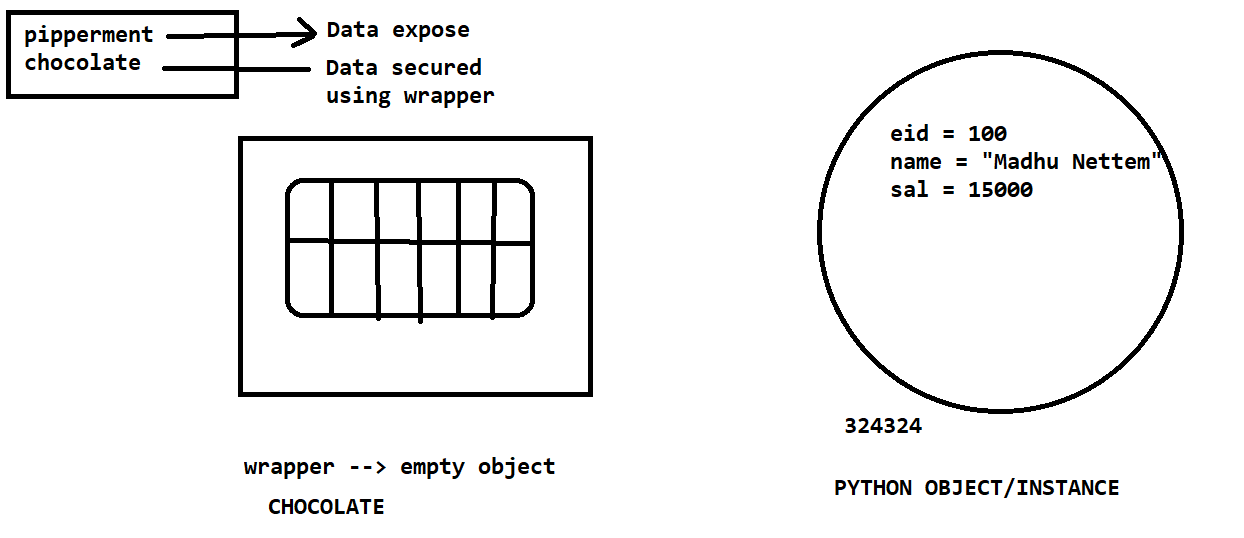 pipperment
chocolate
Data expose
Data secured
using wrapper
eid = 100
name = "Madhu Nettem"
sal = 15000
324324
wrapper --> empty object
CHOCOLATE
PYTHON OBJECT/INSTANCE